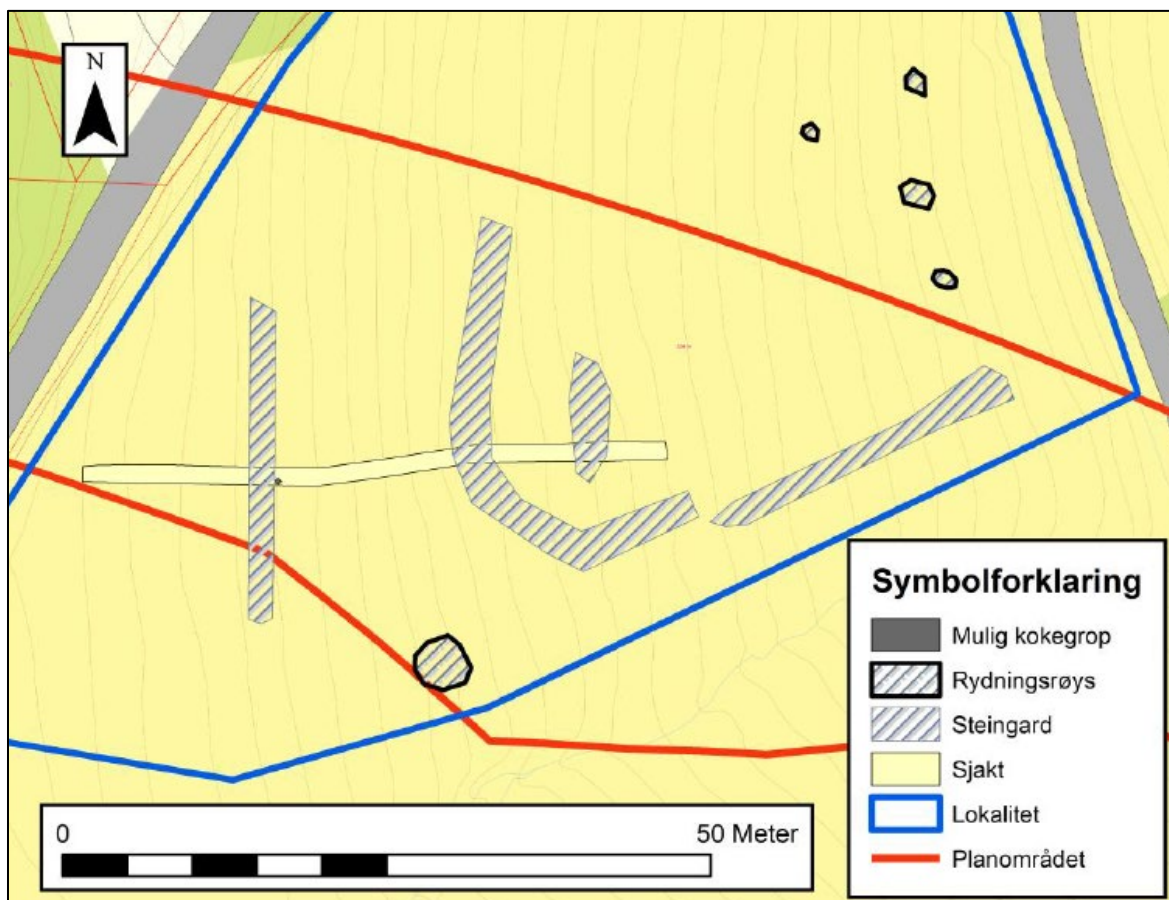 N
Symbolforklaring
Mulig kokegrop
Rydningsrøys
Steingard
Sjakt
Lokalitet
Planområdet
0
50 Meter